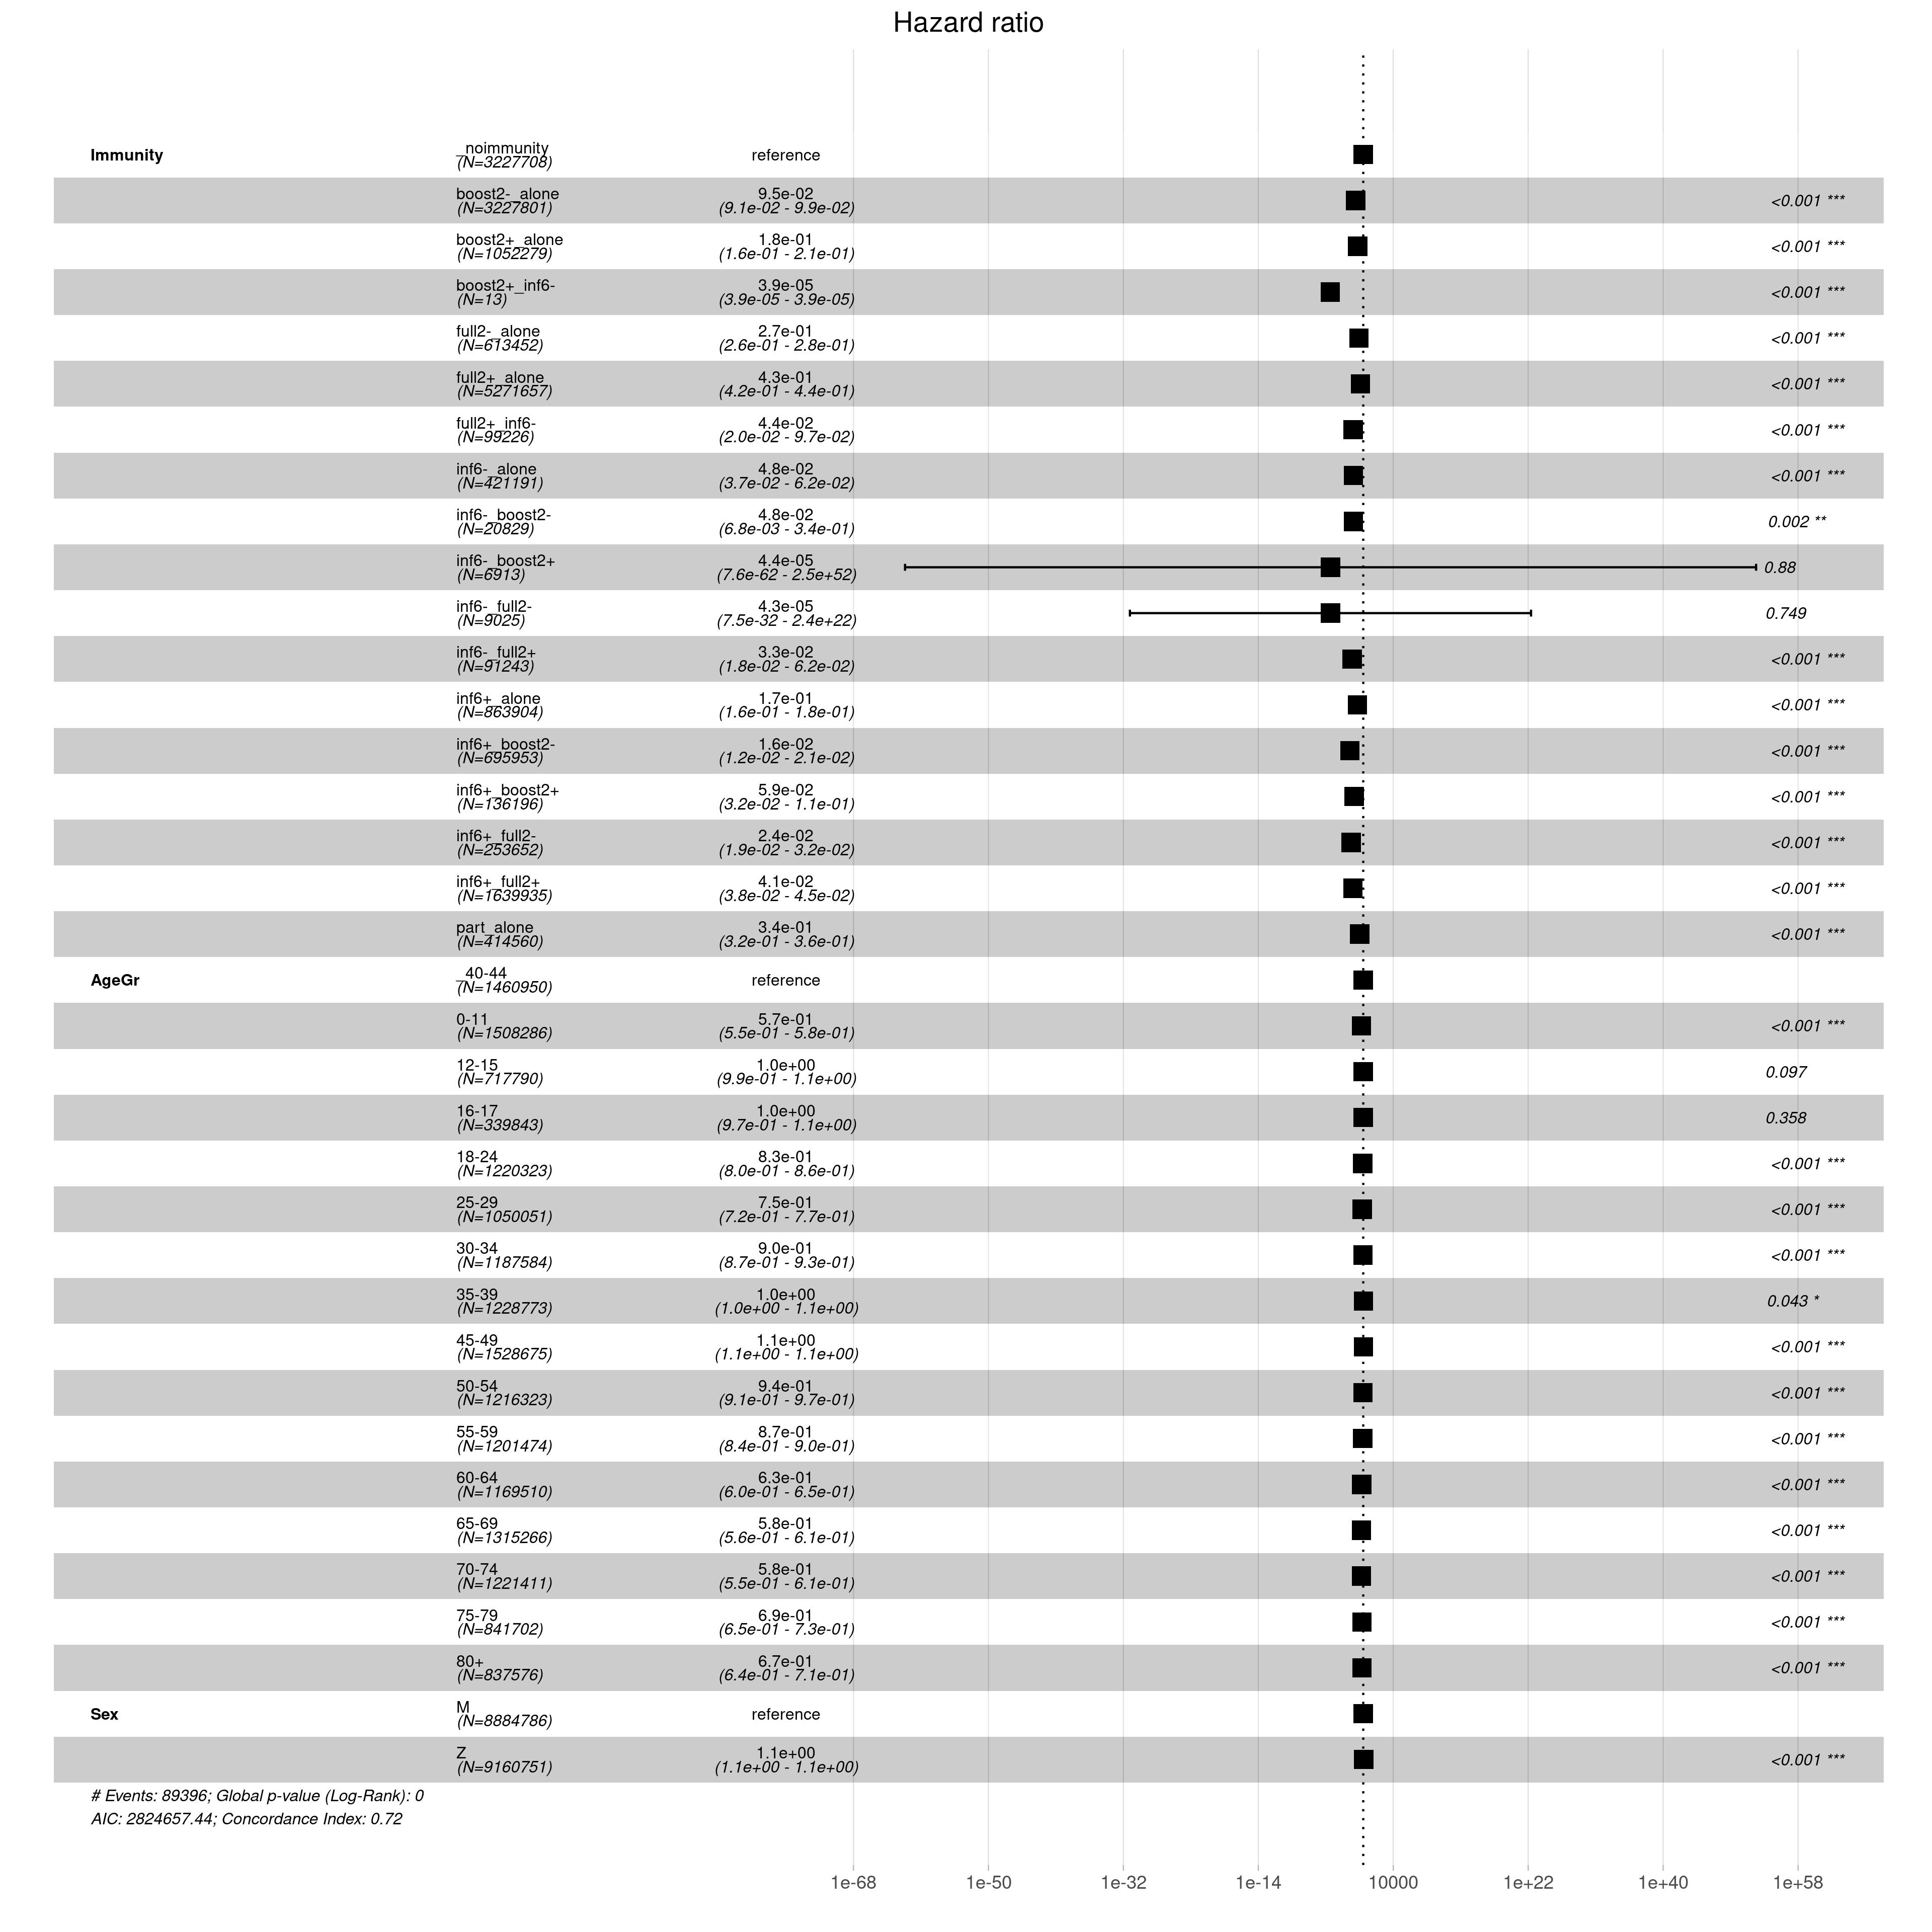 Hazard ratio
Immunity
_noimmunity
(N=3227708)
reference
boost2-_alone
(N=3227801)
9.5e-02
(9.1e-02 - 9.9e-02)
<0.001 ***
boost2+_alone
(N=1052279)
1.8e-01
(1.6e-01 - 2.1e-01)
<0.001 ***
boost2+_inf6-
(N=13)
3.9e-05
(3.9e-05 - 3.9e-05)
<0.001 ***
full2-_alone
(N=613452)
2.7e-01
(2.6e-01 - 2.8e-01)
<0.001 ***
full2+_alone
(N=5271657)
4.3e-01
(4.2e-01 - 4.4e-01)
<0.001 ***
full2+_inf6-
(N=99226)
4.4e-02
(2.0e-02 - 9.7e-02)
<0.001 ***
inf6-_alone
(N=421191)
4.8e-02
(3.7e-02 - 6.2e-02)
<0.001 ***
inf6-_boost2-
(N=20829)
4.8e-02
(6.8e-03 - 3.4e-01)
0.002 **
inf6-_boost2+
(N=6913)
4.4e-05
(7.6e-62 - 2.5e+52)
0.88
inf6-_full2-
(N=9025)
4.3e-05
(7.5e-32 - 2.4e+22)
0.749
inf6-_full2+
(N=91243)
3.3e-02
(1.8e-02 - 6.2e-02)
<0.001 ***
inf6+_alone
(N=863904)
1.7e-01
(1.6e-01 - 1.8e-01)
<0.001 ***
inf6+_boost2-
(N=695953)
1.6e-02
(1.2e-02 - 2.1e-02)
<0.001 ***
inf6+_boost2+
(N=136196)
5.9e-02
(3.2e-02 - 1.1e-01)
<0.001 ***
inf6+_full2-
(N=253652)
2.4e-02
(1.9e-02 - 3.2e-02)
<0.001 ***
inf6+_full2+
(N=1639935)
4.1e-02
(3.8e-02 - 4.5e-02)
<0.001 ***
part_alone
(N=414560)
3.4e-01
(3.2e-01 - 3.6e-01)
<0.001 ***
AgeGr
_40-44
(N=1460950)
reference
0-11
(N=1508286)
5.7e-01
(5.5e-01 - 5.8e-01)
<0.001 ***
12-15
(N=717790)
1.0e+00
(9.9e-01 - 1.1e+00)
0.097
16-17
(N=339843)
1.0e+00
(9.7e-01 - 1.1e+00)
0.358
18-24
(N=1220323)
8.3e-01
(8.0e-01 - 8.6e-01)
<0.001 ***
25-29
(N=1050051)
7.5e-01
(7.2e-01 - 7.7e-01)
<0.001 ***
30-34
(N=1187584)
9.0e-01
(8.7e-01 - 9.3e-01)
<0.001 ***
35-39
(N=1228773)
1.0e+00
(1.0e+00 - 1.1e+00)
0.043 *
45-49
(N=1528675)
1.1e+00
(1.1e+00 - 1.1e+00)
<0.001 ***
50-54
(N=1216323)
9.4e-01
(9.1e-01 - 9.7e-01)
<0.001 ***
55-59
(N=1201474)
8.7e-01
(8.4e-01 - 9.0e-01)
<0.001 ***
60-64
(N=1169510)
6.3e-01
(6.0e-01 - 6.5e-01)
<0.001 ***
65-69
(N=1315266)
5.8e-01
(5.6e-01 - 6.1e-01)
<0.001 ***
70-74
(N=1221411)
5.8e-01
(5.5e-01 - 6.1e-01)
<0.001 ***
75-79
(N=841702)
6.9e-01
(6.5e-01 - 7.3e-01)
<0.001 ***
80+
(N=837576)
6.7e-01
(6.4e-01 - 7.1e-01)
<0.001 ***
Sex
M
(N=8884786)
reference
Z
(N=9160751)
1.1e+00
(1.1e+00 - 1.1e+00)
<0.001 ***
# Events: 89396; Global p-value (Log-Rank): 0
AIC: 2824657.44; Concordance Index: 0.72
1e-68 1e-50 1e-32 1e-14 10000 1e+22 1e+40 1e+58